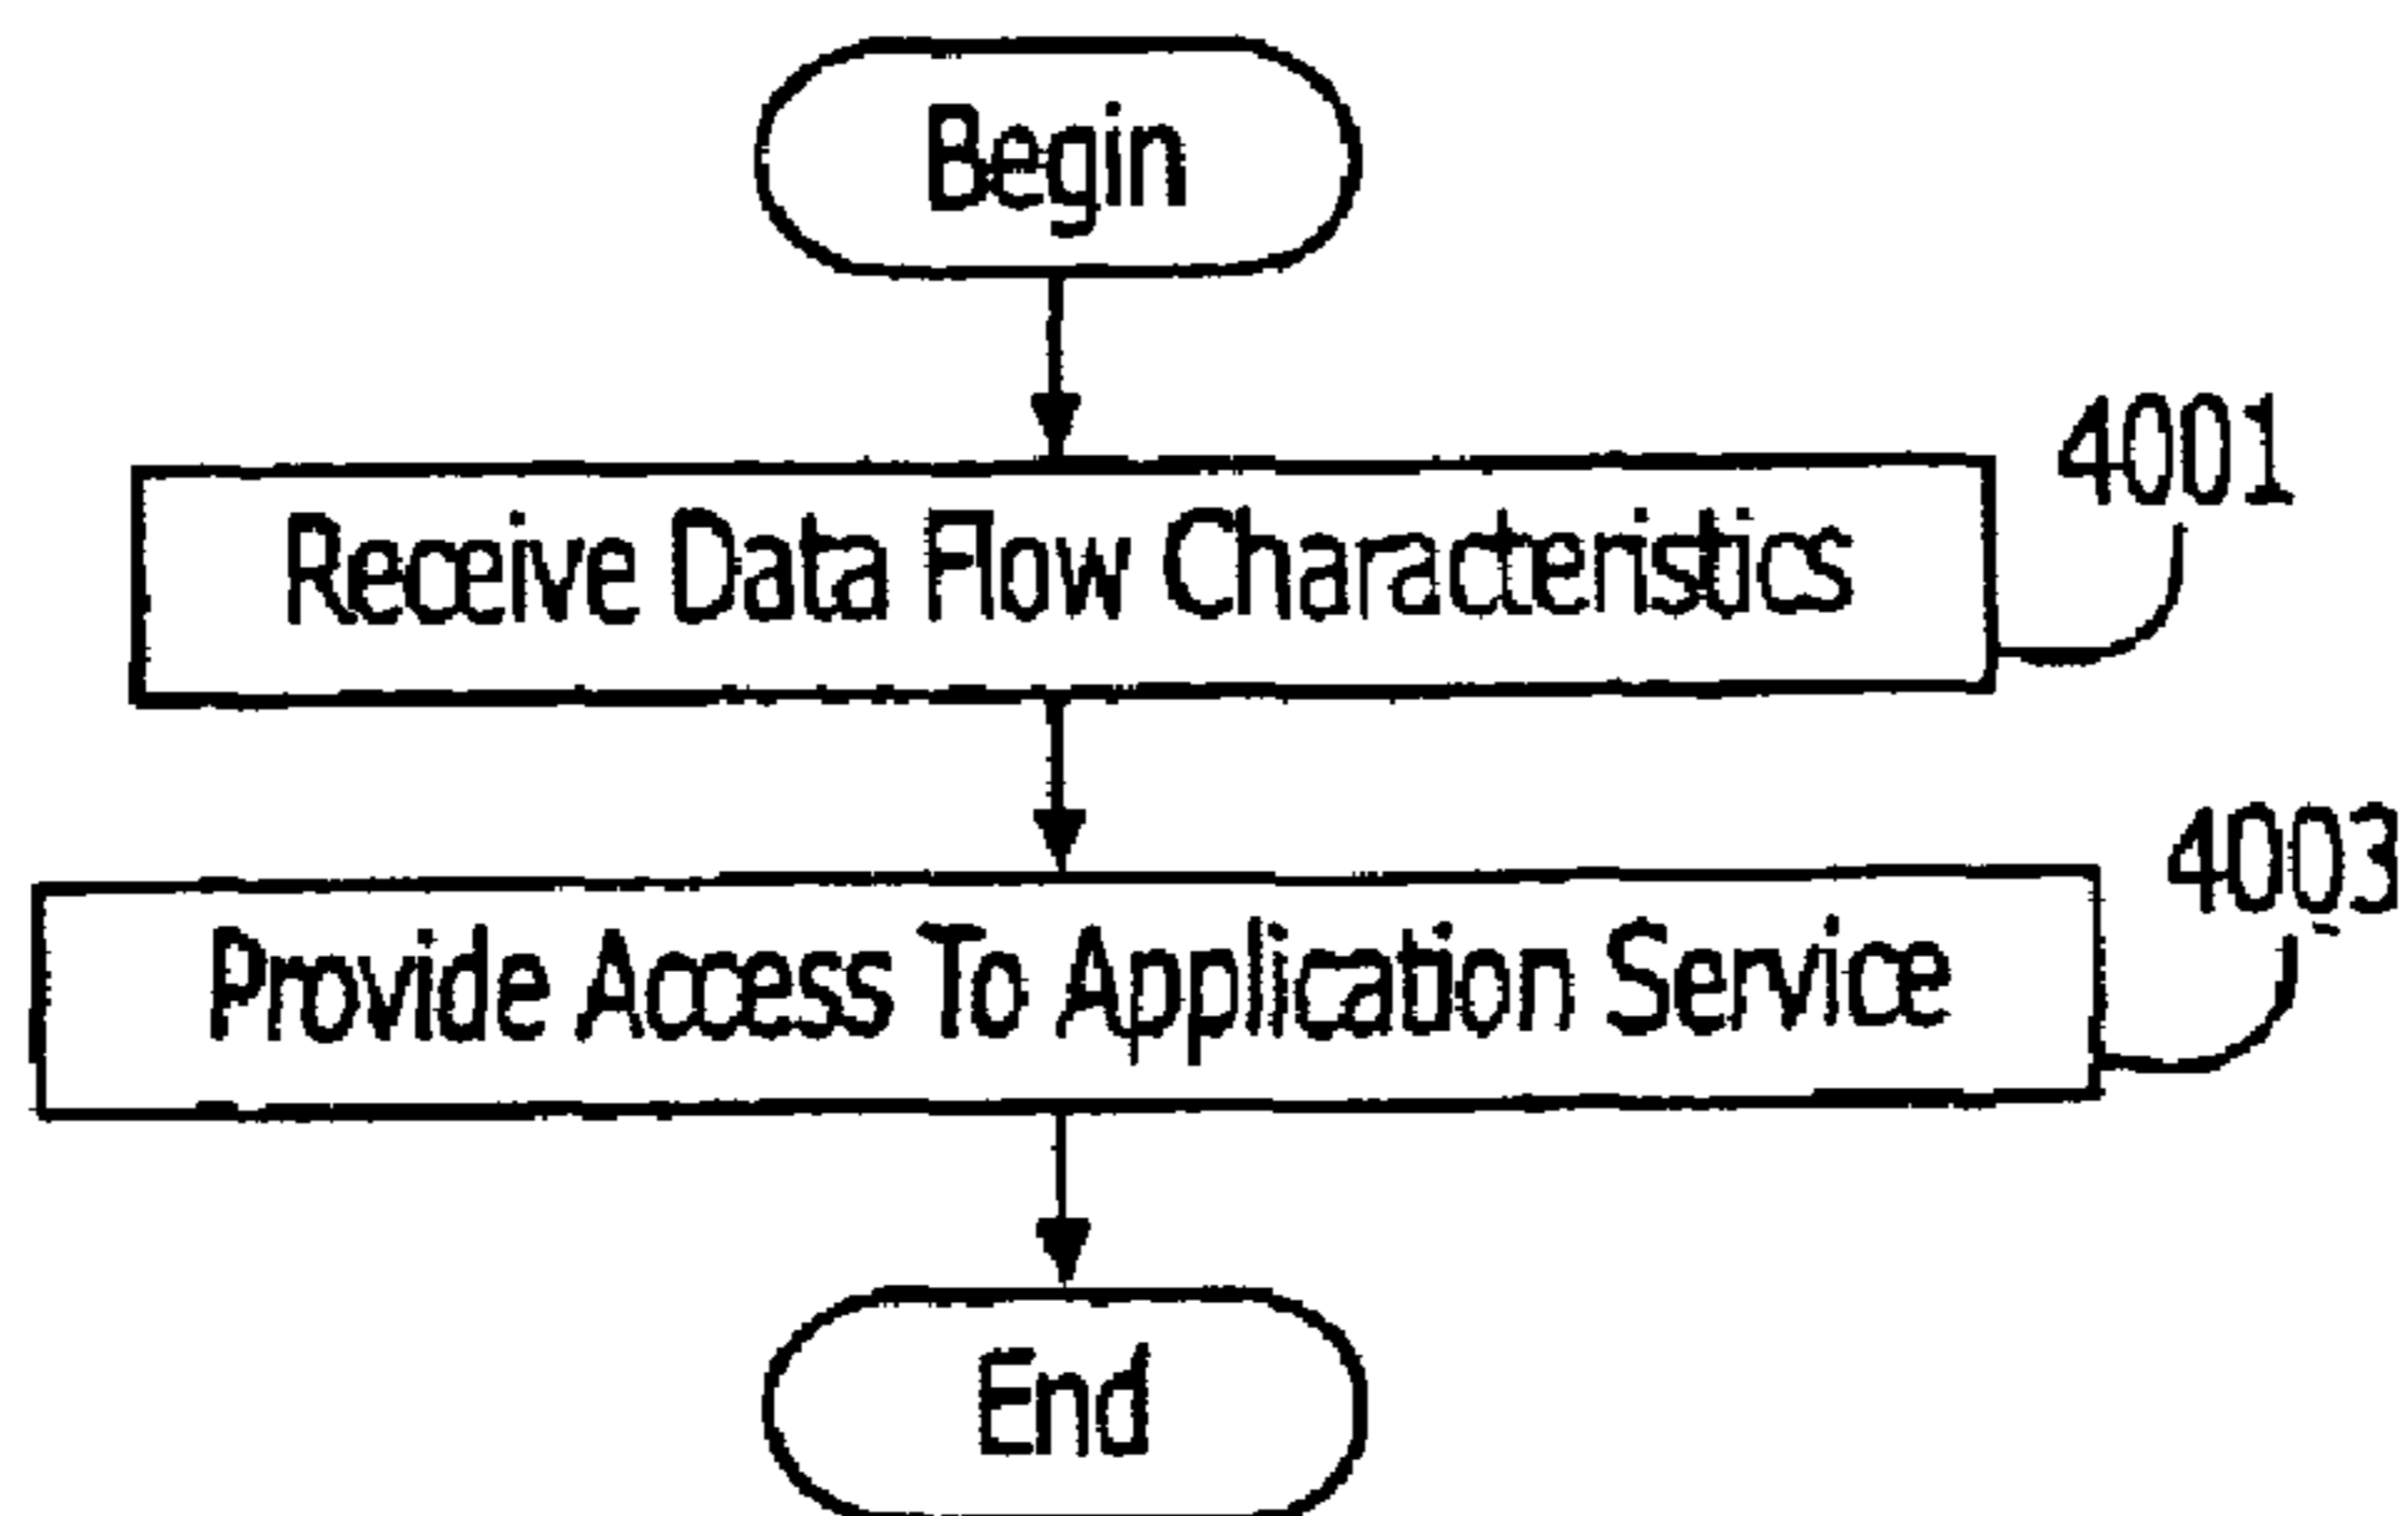 Begin
4001
Receive Data Flow Characteristics
4003
Provide Access To Application Service
End